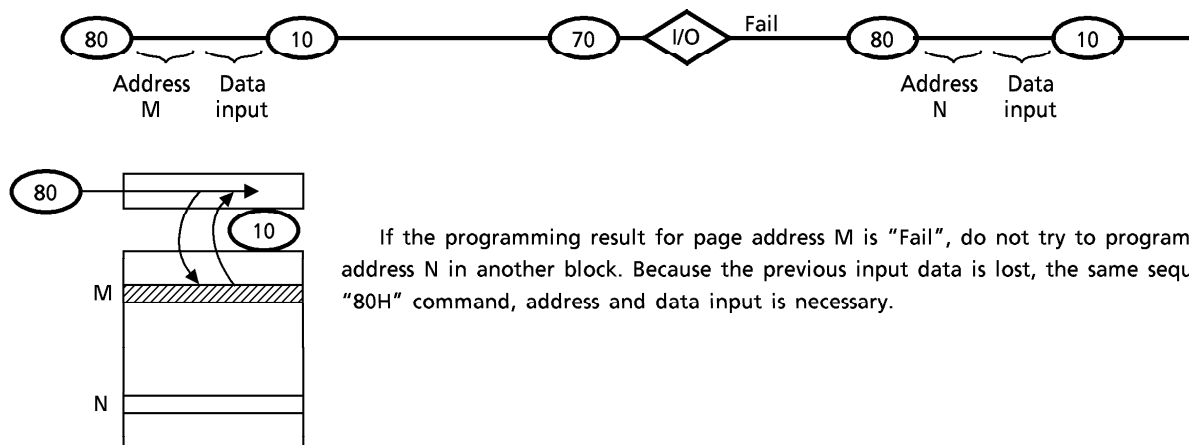 80 10 70 I/O Fail 80 10
Address Data Address Data
M input N input
80
10
If the programming result for page address M is “Fail”, do not try to program
address N in another block. Because the previous input data is lost, the same
M
“80H” command, address and data input is necessary.
N